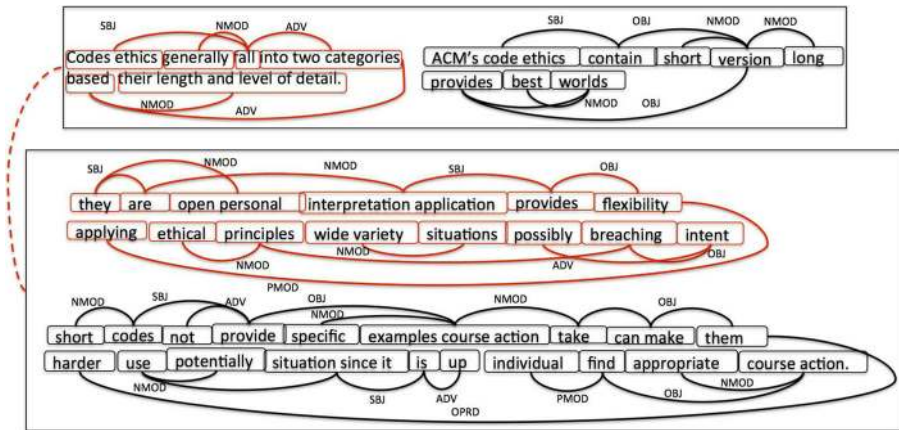 SBJ NMOD ADV SBJ OBJ NMOD NMOD
Codes ethics generally fall into two categories ACM's code ethics contain short version long
based their length and level of detail. provides best worlds
NMOD ADV NMOD OBJ
SBJ NMOD NMOD SBJ OBJ
they are open personal interpretation application provides flexibility
applying ethical principles wide variety situations possibly breaching intent
NMOD NMOD ADV OBJ
PMOD
NMOD SBJ ADV OBJ NMOD NMOD OBJ
short codes not provide specific examples course action take can make them
harder use potentially situation since it is up individual find appropriate course action.
NMOD SBJ ADV PMOD OBJ NMOD
OPRD